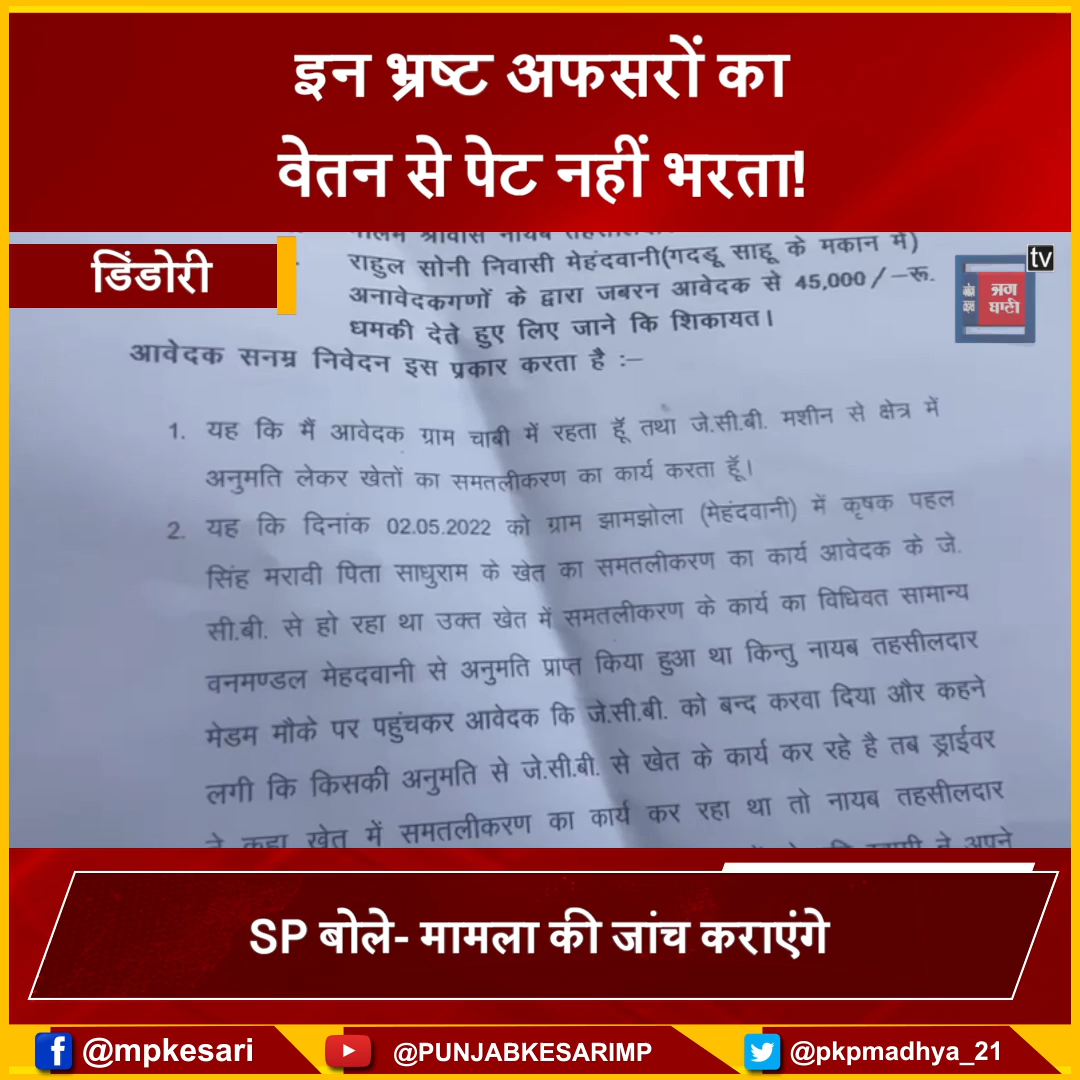 इन भ्रष्ट अफसरों का
वेतन से पेट नहीं भरता!
डिंडोरी
tv
जग
बाणी
राहुल सोनी निवासी मेहंदवानी(गदडू साहू के मकान में)
अनावेदकगणों के द्वारा जबरन आवेदक से 45,000/–रू.
धमकी देते हुए लिए जाने कि शिकायत।
आवेदक सनम्र निवेदन इस प्रकार करता है :–
1. यह कि मैं आवेदक ग्राम चाबी में रहता हूॅ तथा जे.सी.बी. मशीन से क्षेत्र में
अनुमति लेकर खेतों का समतलीकरण का कार्य करता हूॅ।
2. यह कि दिनांक 02.05.2022 को ग्राम झामझोला (मेहंदवानी) में कृषक पहल
सिंह मरावी पिता साधुराम के खेत का समतलीकरण का कार्य आवेदक के जे.
सी.बी. से हो रहा था उक्त खेत में समतलीकरण के कार्य का विधिवत सामान्य
वनमण्डल मेहदवानी से अनुमति प्राप्त किया हुआ था किन्तु नायब तहसीलदार
मेडम मौके पर पहुंचकर आवेदक कि जे.सी.बी. को बन्द करवा दिया और कहने
लगी कि किसकी अनुमति से जे.सी.बी. से खेत के कार्य कर रहे है तब ड्राईवर
ने कहा खेत में समतलीकरण का कार्य कर रहा था तो नायब तहसीलदार
ने अपने
SP बोले- मामला की जांच कराएंगे
@mpkesari
@PUNJABKESARIMP
@pkpmadhya_21